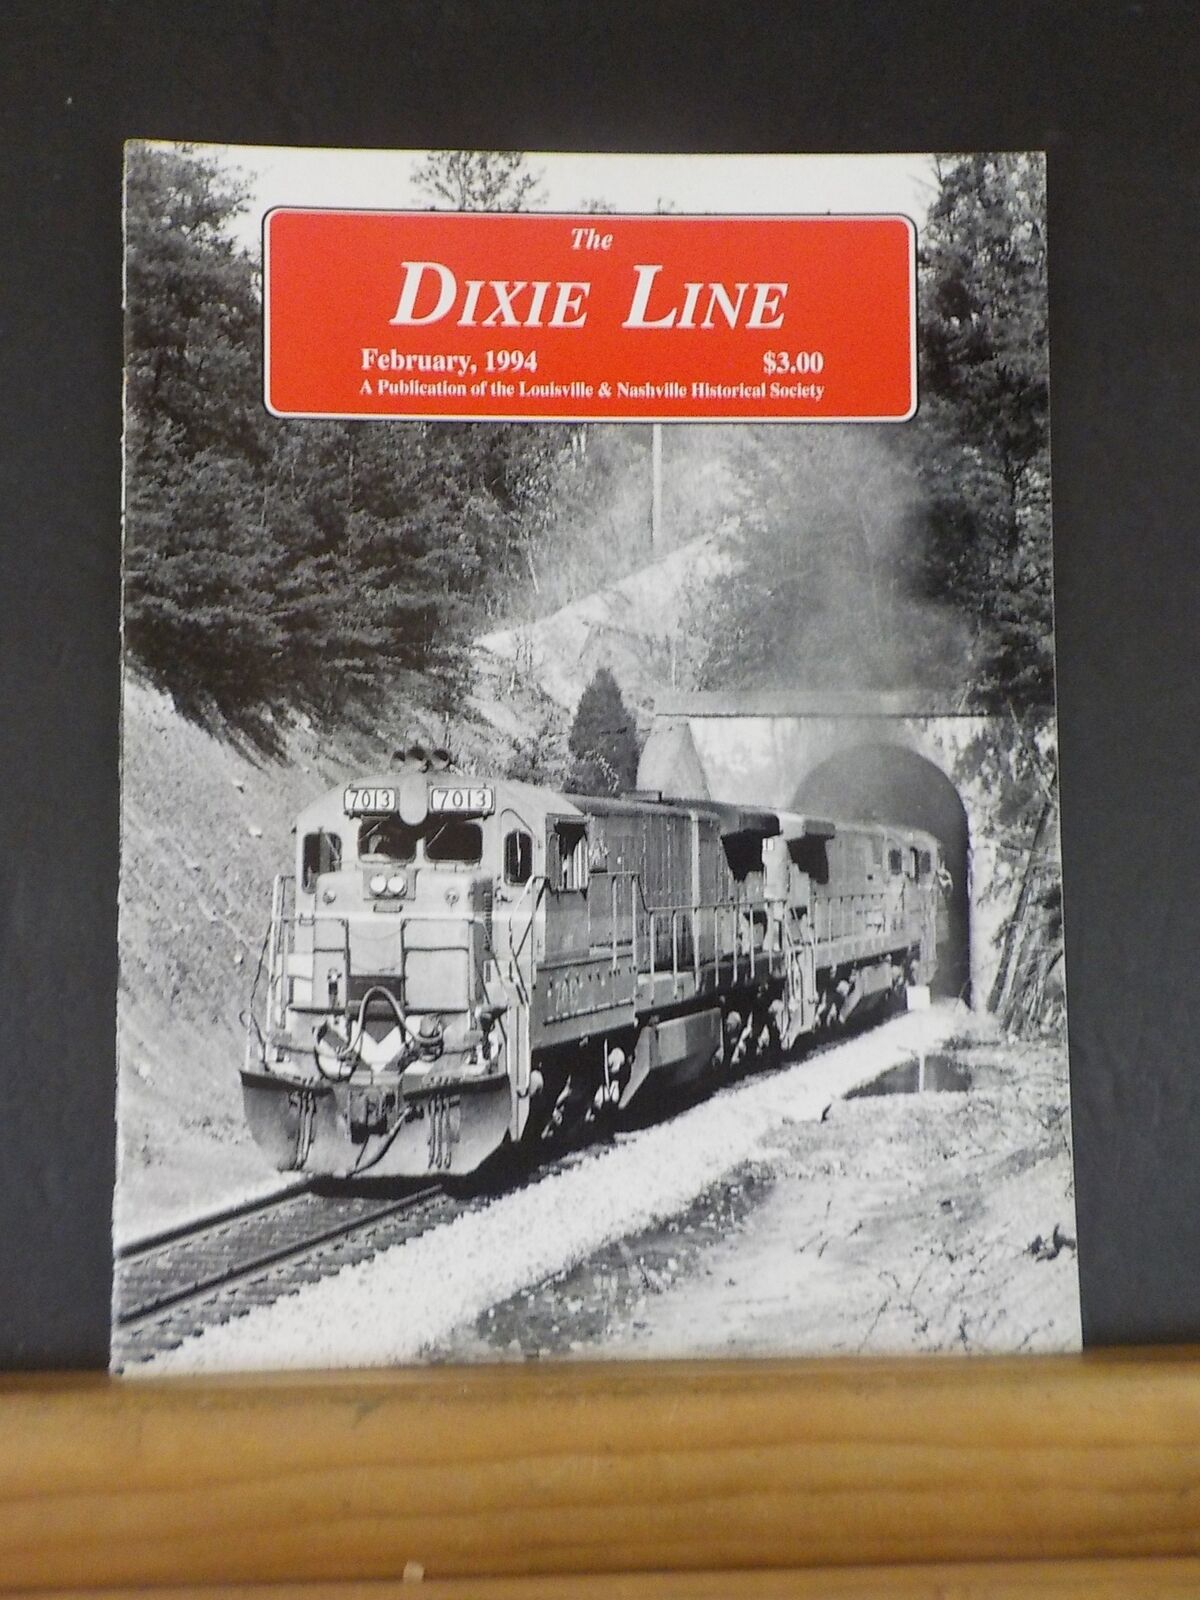 The
DIXIE LINE
February, 1994 $3.00
A Publication of the Louisville & Nashville Historical Society
7013 7013